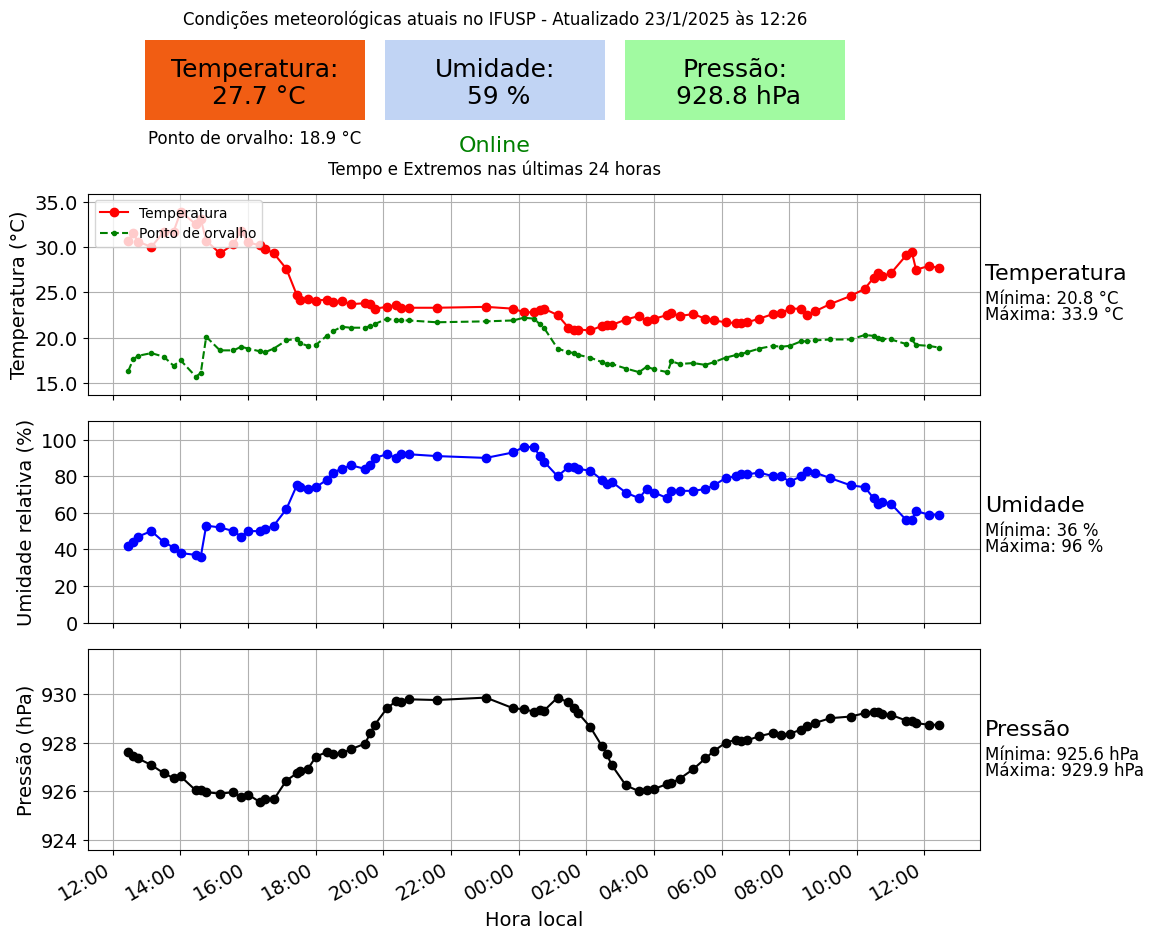 Condições meteorológicas atuais no IFUSP - Atualizado 23/1/2025 às 12:26
Temperatura:
27.7 °C
Umidade:
59 %
Pressão:
928.8 hPa
Ponto de orvalho: 18.9 °C
Online
Tempo e Extremos nas últimas 24 horas
Temperatura (°C)
35.0
30.0
25.0
20.0
15.0
Temperatura
Ponto de orvalho
Temperatura
Mínima: 20.8 °C
Máxima: 33.9 °C
Umidade relativa (%)
100
80
60
40
20
0
Umidade
Mínima: 36 %
Máxima: 96 %
Pressão (hPa)
930
928
926
924
Pressão
Mínima: 925.6 hPa
Máxima: 929.9 hPa
12:00
14:00
16:00
18:00
20:00
22:00
00:00
02:00
04:00
06:00
08:00
10:00
12:00
Hora local